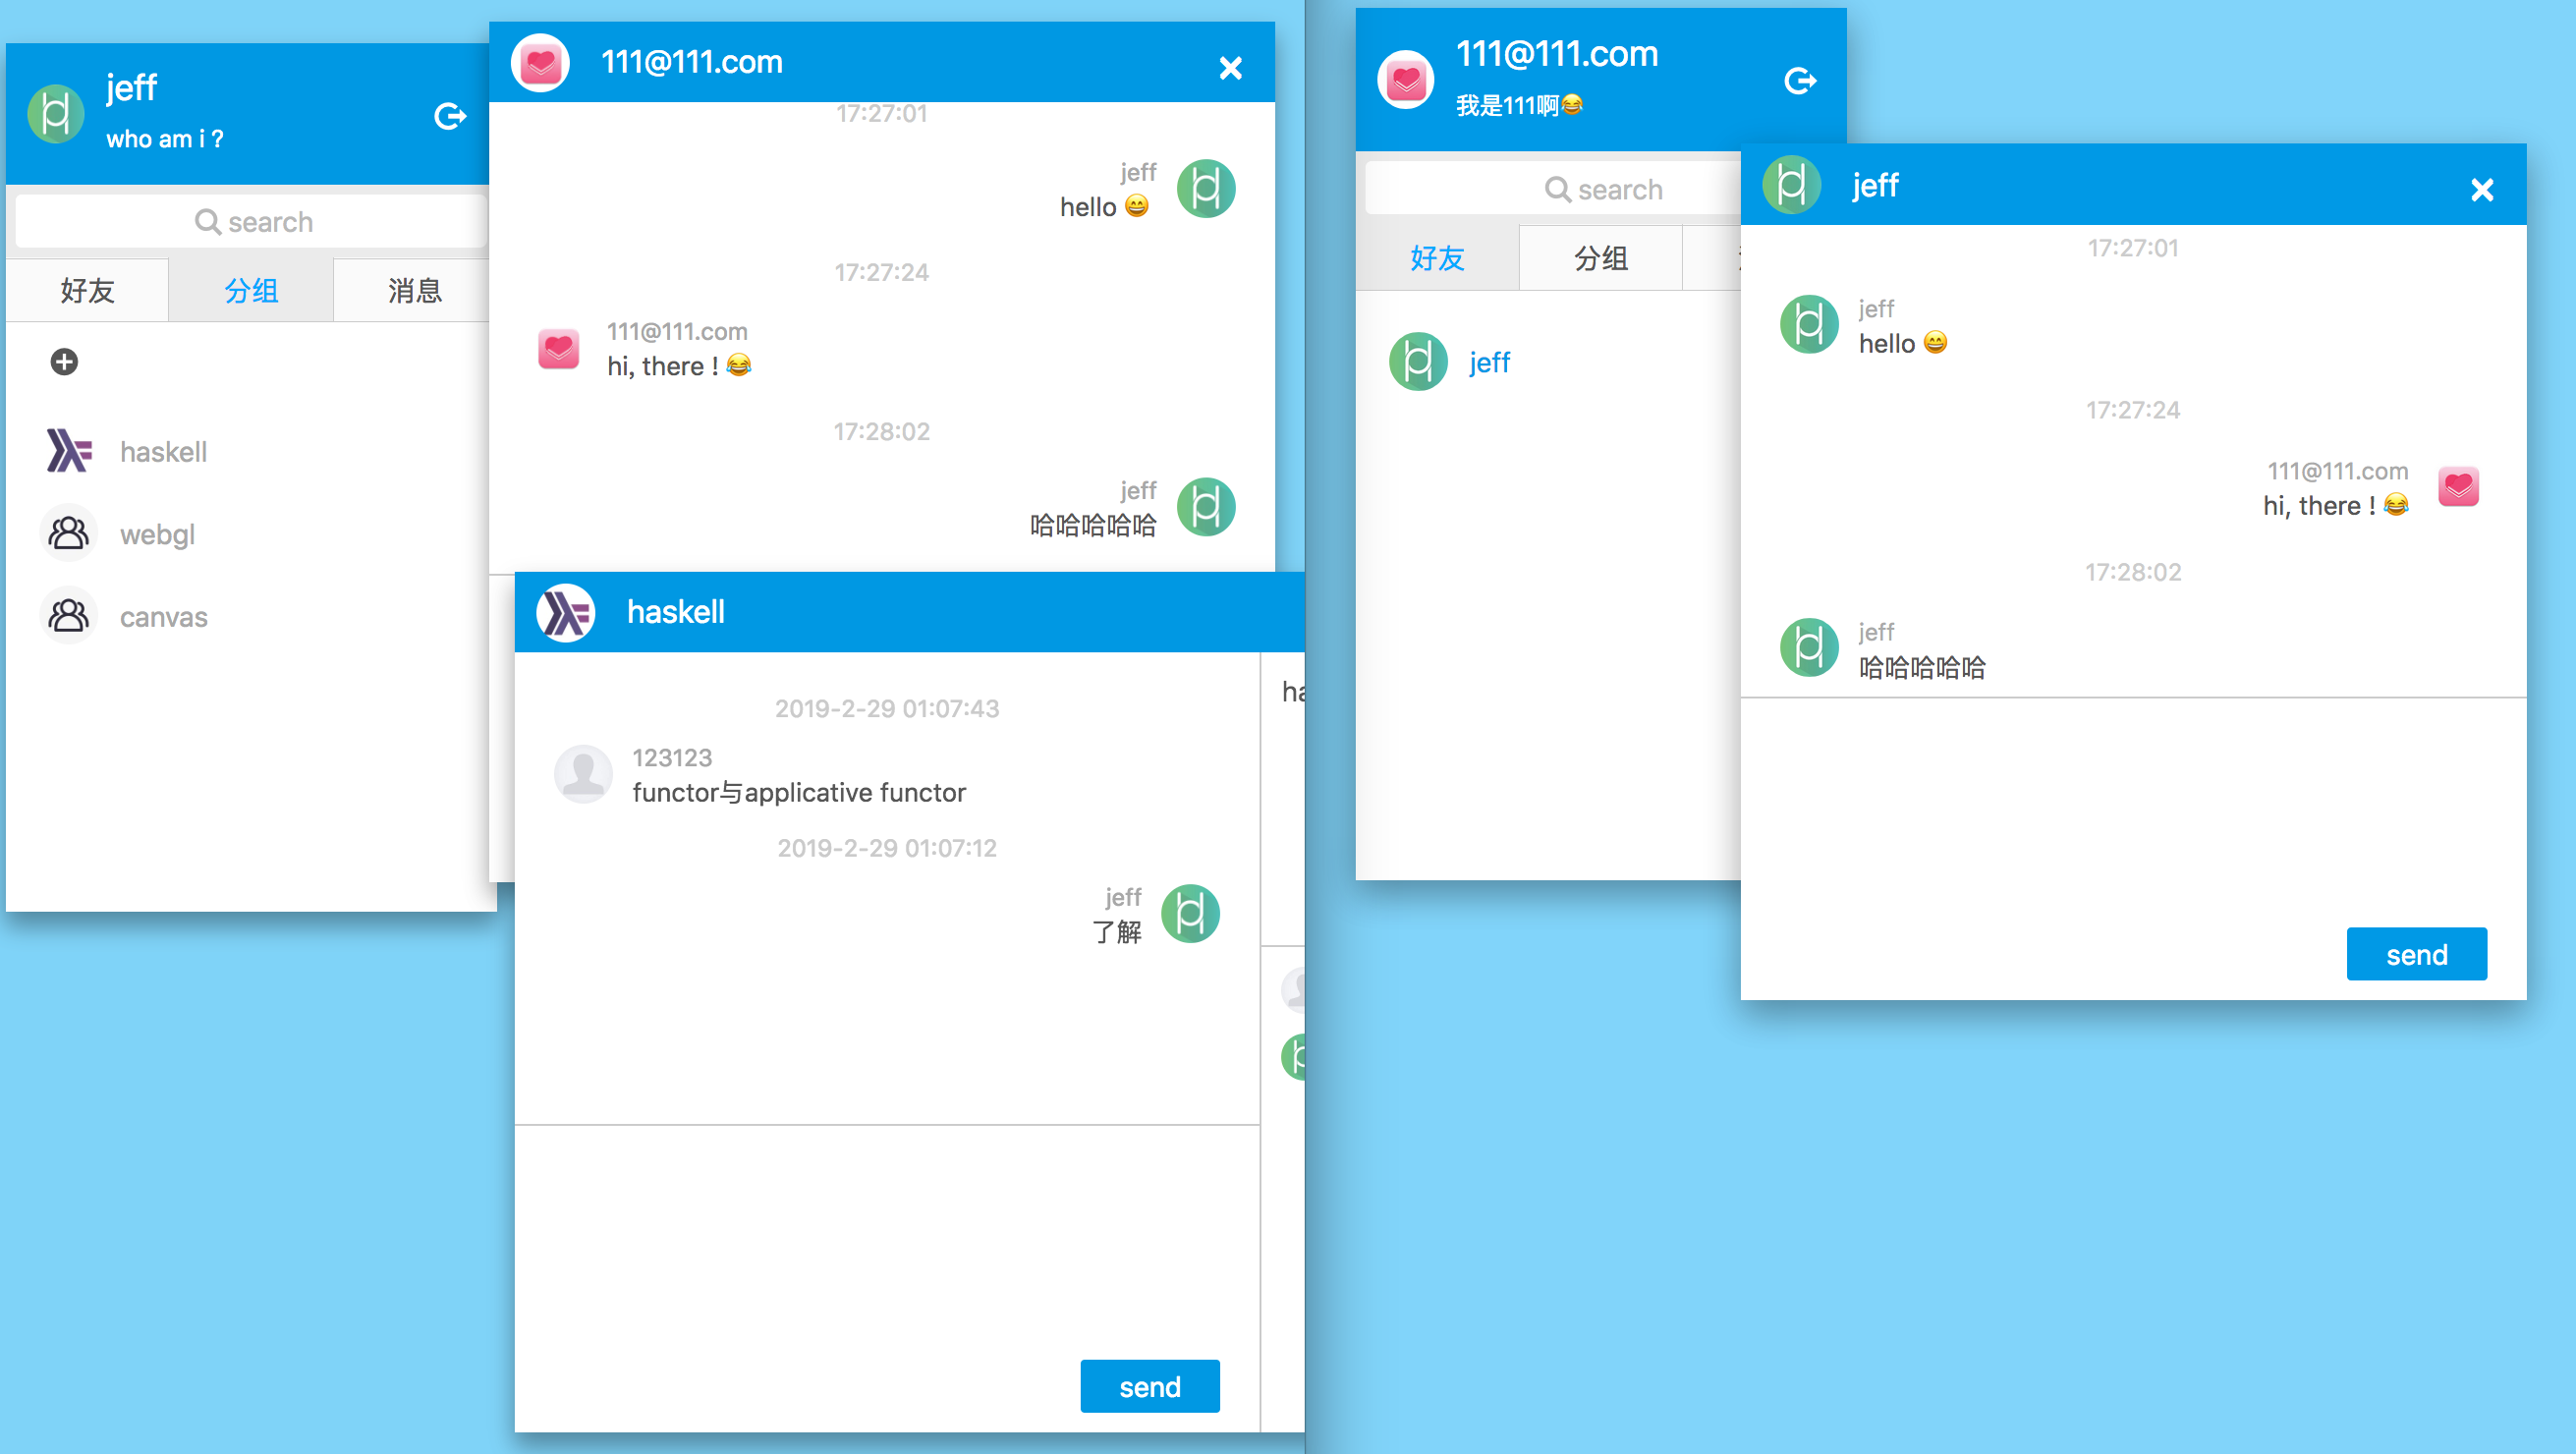 jeff
who am i ?
search
好友
分组
消息
haskell
webgl
canvas
111@111.com
17:27:01
jeff
hello 😄
17:27:24
111@111.com
hi, there ! 😂
17:28:02
jeff
哈哈哈哈哈
haskell
2019-2-29 01:07:43
123123
functor与applicative functor
2019-2-29 01:07:12
jeff
了解
ha
send
111@111.com
我是111啊😂
search
好友
分组
jeff
jeff
17:27:01
jeff
hello 😄
17:27:24
111@111.com
hi, there ! 😂
17:28:02
jeff
哈哈哈哈哈
send